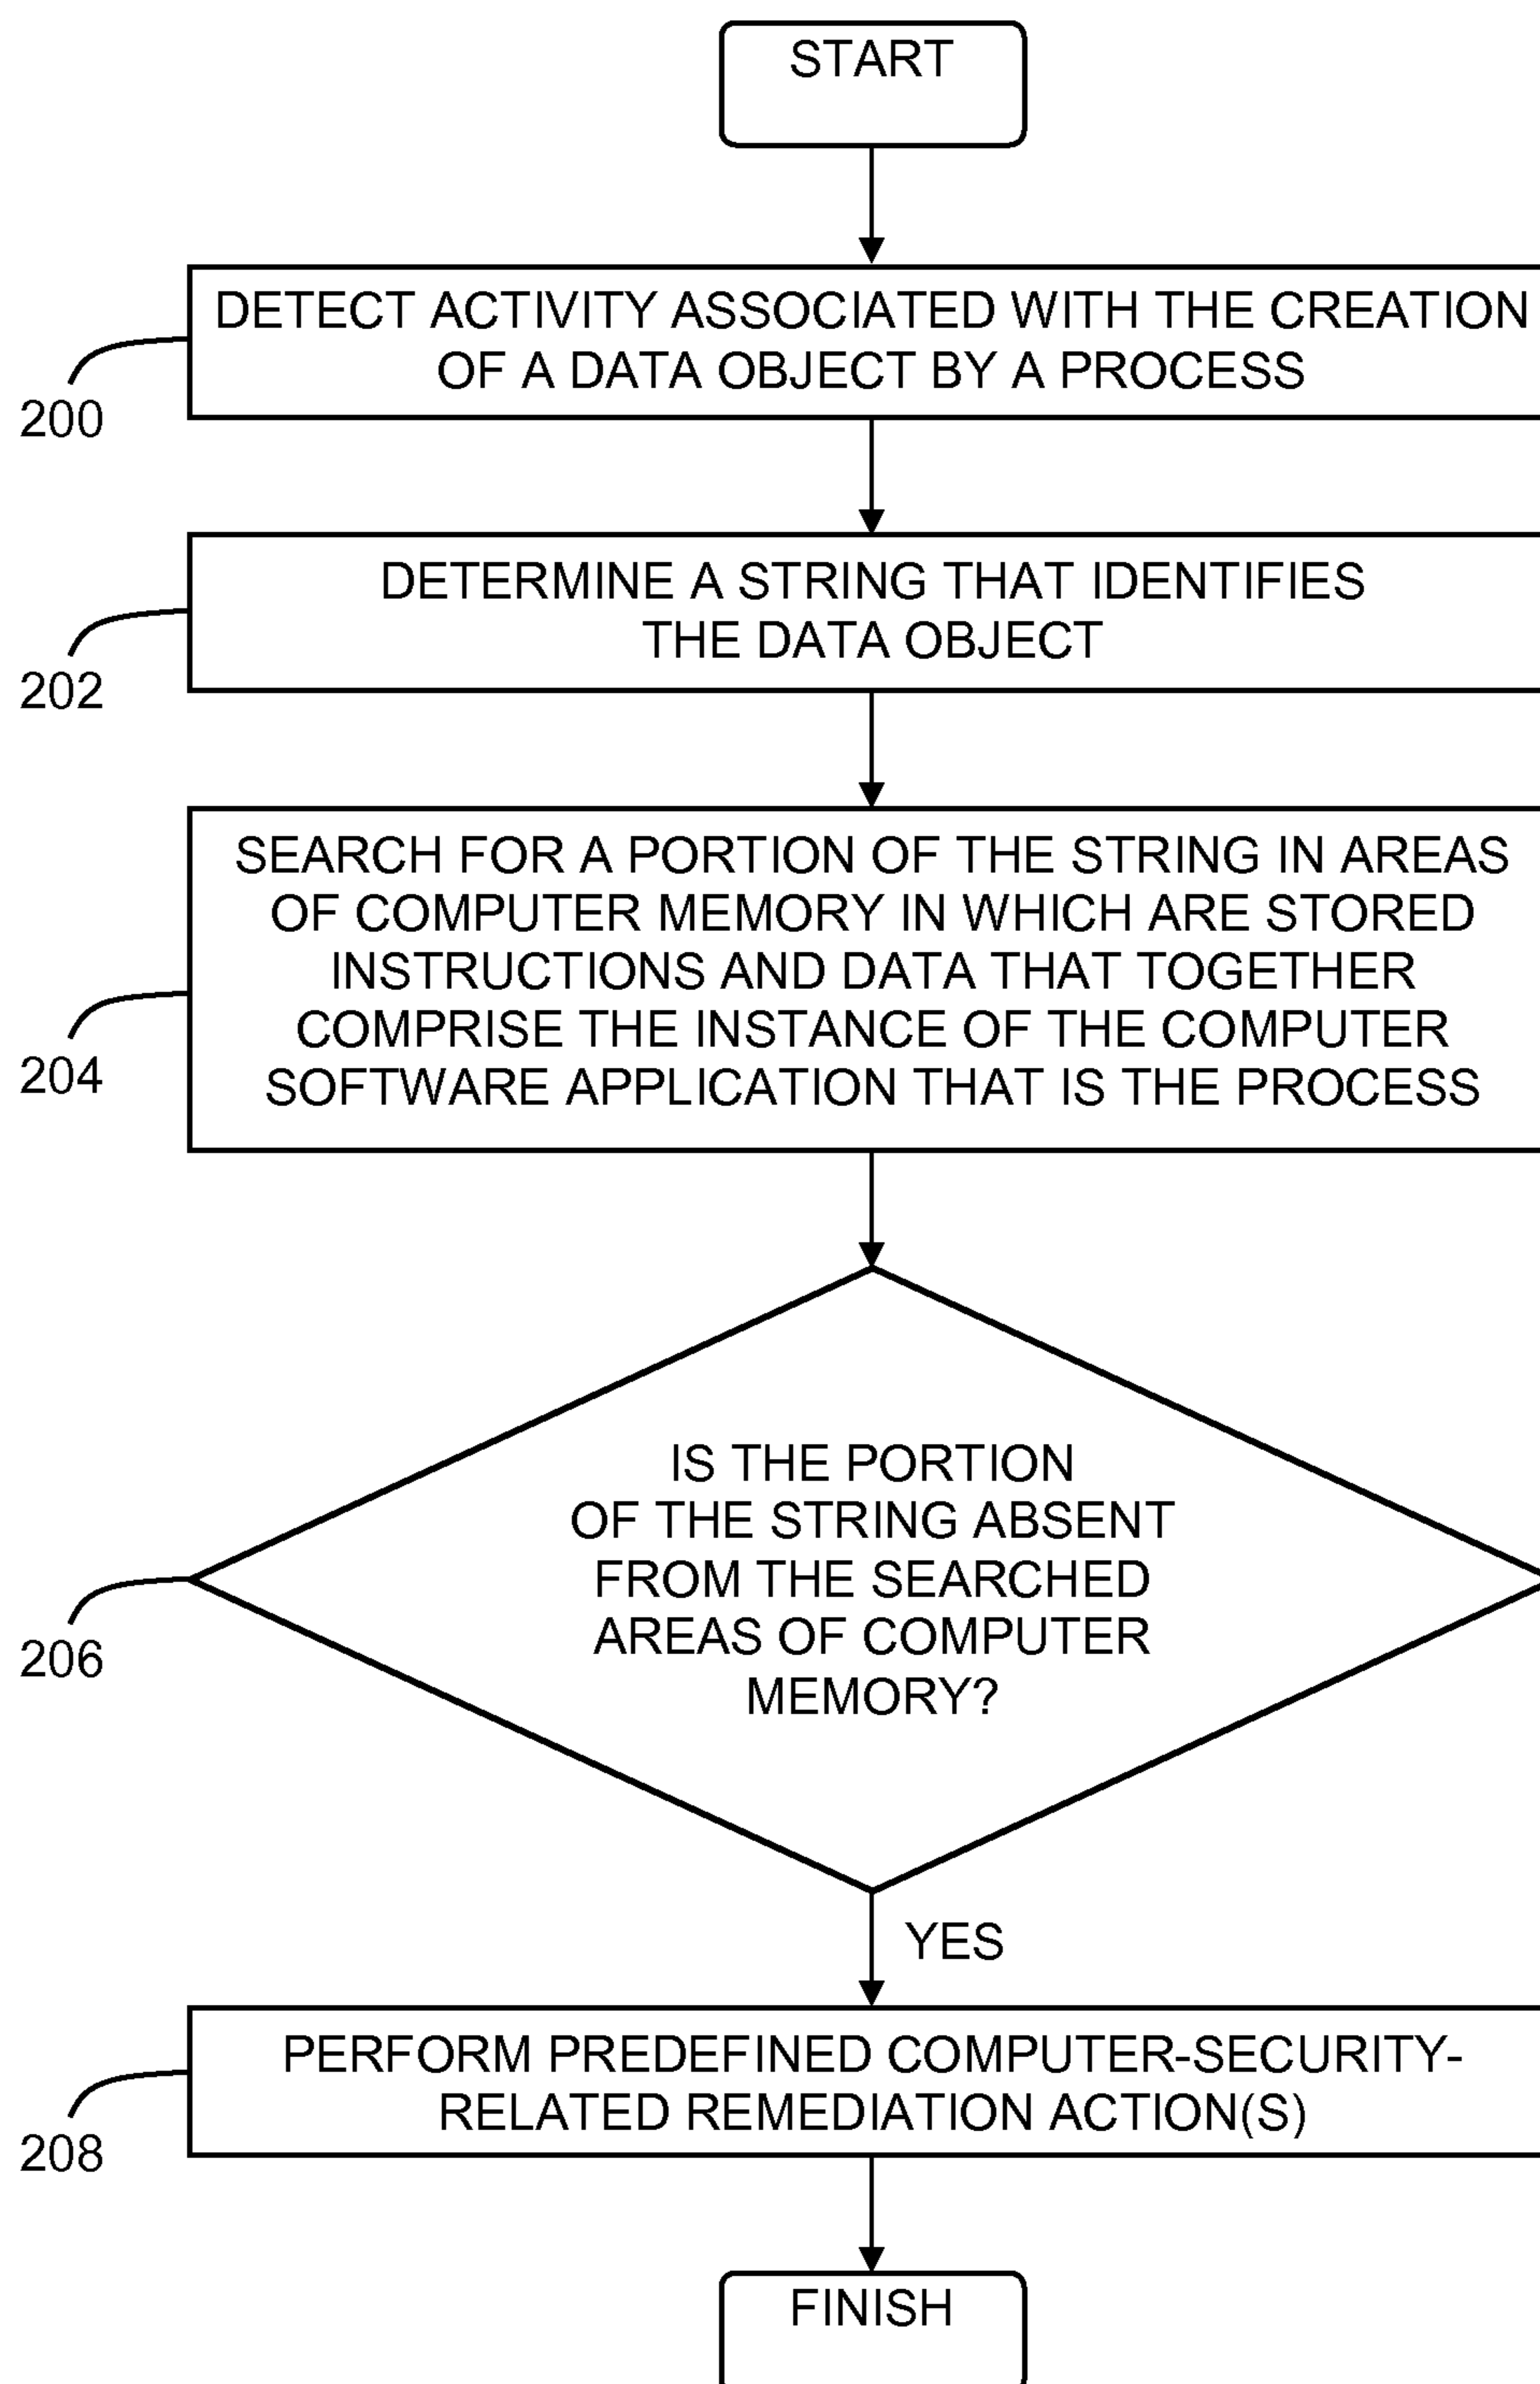 START
DETECT ACTIVITY ASSOCIATED WITH THE CREATION
OF A DATA OBJECT BY A PROCESS
200
DETERMINE A STRING THAT IDENTIFIES
THE DATA OBJECT
202
SEARCH FOR A PORTION OF THE STRING IN AREAS
OF COMPUTER MEMORY IN WHICH ARE STORED
INSTRUCTIONS AND DATA THAT TOGETHER
COMPRISE THE INSTANCE OF THE COMPUTER
SOFTWARE APPLICATION THAT IS THE PROCESS
204
IS THE PORTION
OF THE STRING ABSENT
FROM THE SEARCHED
AREAS OF COMPUTER
MEMORY?
206
YES
PERFORM PREDEFINED COMPUTER-SECURITY-
RELATED REMEDIATION ACTION(S)
208
FINISH